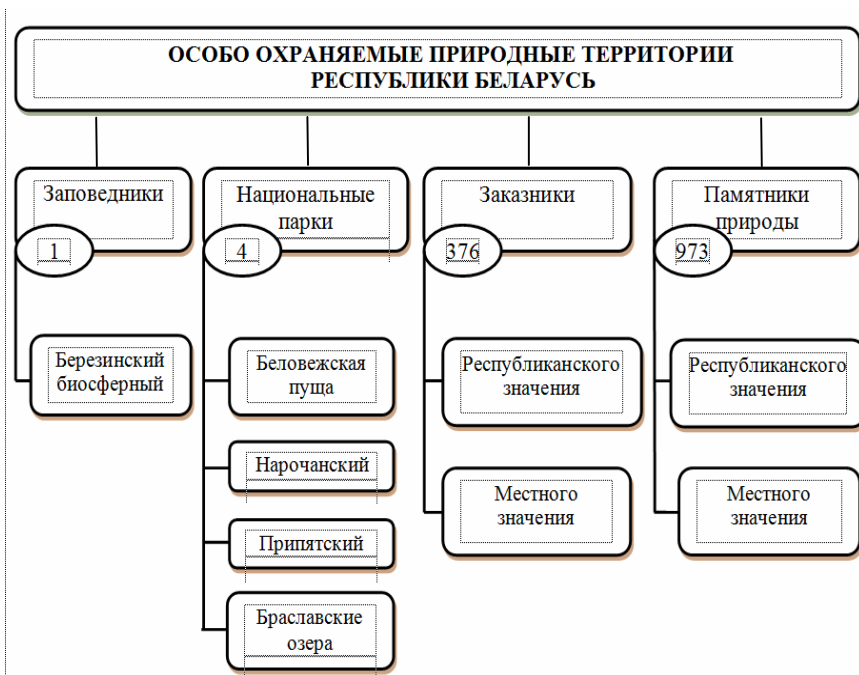 ОСОБО ОХРАНЯЕМЫЕ ПРИРОДНЫЕ ТЕРРИТОРИИ
РЕСПУБЛИКИ БЕЛАРУСЬ
Заповедники
1
Березинский
биосферный
Национальные
парки
4
Беловежская
пуща
Нарочанский
Припятский
Браславские
озера
Заказники
376
Республиканского
значения
Местного
значения
Памятники
природы
973
Республиканского
значения
Местного
значения